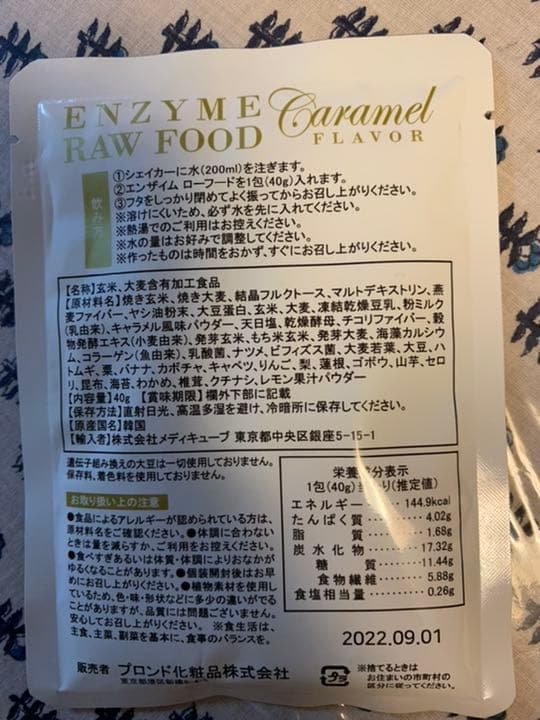 ENZYME Caramel
RAW FOOD FLAVOR
飲み方
①シェイカーに水(200ml)を注ぎます。
②エンザイム ローフードを1包(40g)入れます。
③フタをしっかり閉めてよく振ってからお召し上がりください。
※溶けにくいため、必ず水を先に入れてください。
※熱湯でのご利用はお控えください。
※水の量はお好みで調整してください。
※作ったものは時間をおかず、すぐにお召し上がりください。
【名称】玄米、大麦含有加工食品
【原材料名】焼き玄米、焼き大麦、結晶フルクトース、マルトデキストリン、燕
麦ファイバー、ヤシ油粉末、大豆蛋白、玄米、大麦、凍結乾燥豆乳、粉ミルク
(乳由来)、キャラメル風味パウダー、天日塩、乾燥酵母、チコリファイバー、穀
物発酵エキス(小麦由来)、発芽玄米、もち米玄米、発芽大麦、海藻カルシウ
ム、コラーゲン(魚由来)、乳酸菌、ナツメ、ビフィズス菌、大麦若葉、大豆、ハ
トムギ、粟、バナナ、カボチャ、キャベツ、りんご、梨、蓮根、ゴボウ、山芋、セロ
リ、昆布、海苔、わかめ、椎茸、クチナシ、レモン果汁パウダー
【内容量】40g 【賞味期限】欄外下部に記載
【保存方法】直射日光、高温多湿を避け、冷暗所に保存してください。
【原産国名】韓国
【輸入者】株式会社メディキューブ 東京都中央区銀座5-15-1
遺伝子組み換えの大豆は一切使用しておりません。
保存料、着色料を使用しておりません。
お取り扱い上の注意
●食品によるアレルギーが認められている方は、
原材料名をご確認ください。●体調に合わない
ときは量を減らすか、ご利用をお控えください。
●食べすぎあるいは体質・体調によりおなかが
ゆるくなることがあります。●個装開封後はお早
めにお召し上がりください。●植物素材を使用し
ているため、色・味・形状などに多少の違いがでる
ことがありますが、品質には問題ございません。
安心してお召し上がりください。 ※食生活は、
主食、主菜、副菜を基本に、食事のバランスを。
栄養成分表示
1包(40g)当たり(推定値)
エネルギー 144.9kcal
たんぱく質 4.02g
脂質 1.68g
炭水化物 17.32g
糖質 11.44g
食物繊維 5.88g
食塩相当量 0.26g
2022.09.01
販売者 ブロンド化粧品株式会社
※捨てるときは
お住まいの市町村の
区分に従ってください。